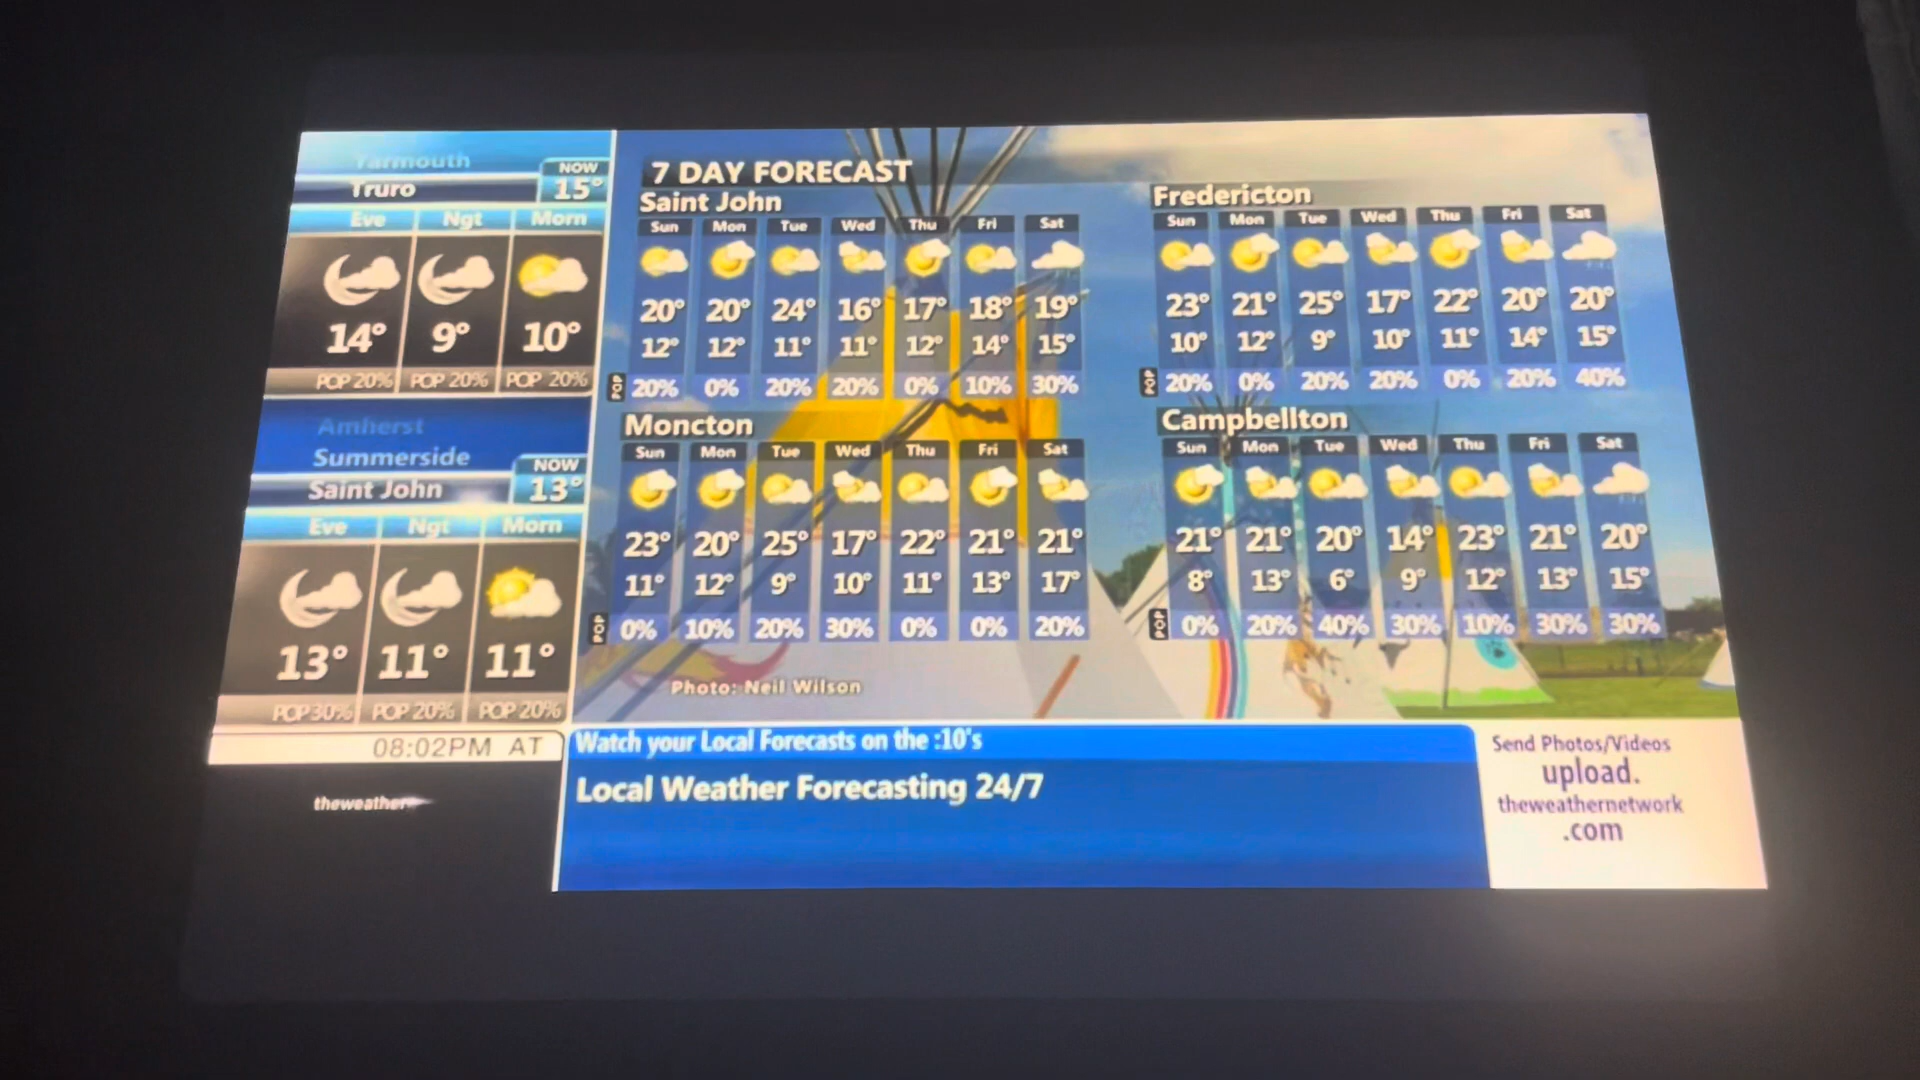 Yarmouth
Truro
NOW
15°
Eve Ngt Morn
14° 9° 10°
POP 20% POP 20% POP 20%
Amherst
Summerside
Saint John
NOW
13°
Eve Ngt Morn
13° 11° 11°
POP 30% POP 20% POP 20%
08:02PM AT
theweather
7 DAY FORECAST
Saint John
Sun Mon Tue Wed Thu Fri Sat
20° 20° 24° 16° 17° 18° 19°
12° 12° 11° 11° 12° 14° 15°
POP 20% 0% 20% 20% 0% 10% 30%
Fredericton
Sun Mon Tue Wed Thu Fri Sat
23° 21° 25° 17° 22° 20° 20°
10° 12° 9° 10° 11° 14° 15°
POP 20% 0% 20% 20% 0% 20% 40%
Moncton
Sun Mon Tue Wed Thu Fri Sat
23° 20° 25° 17° 22° 21° 21°
11° 12° 9° 10° 11° 13° 17°
POP 0% 10% 20% 30% 0% 0% 20%
Campbellton
Sun Mon Tue Wed Thu Fri Sat
21° 21° 20° 14° 23° 21° 20°
8° 13° 6° 9° 12° 13° 15°
POP 0% 20% 40% 30% 10% 30% 30%
Photo: Neil Wilson
Watch your Local Forecasts on the :10's
Local Weather Forecasting 24/7
Send Photos/Videos
upload.
theweathernetwork
.com